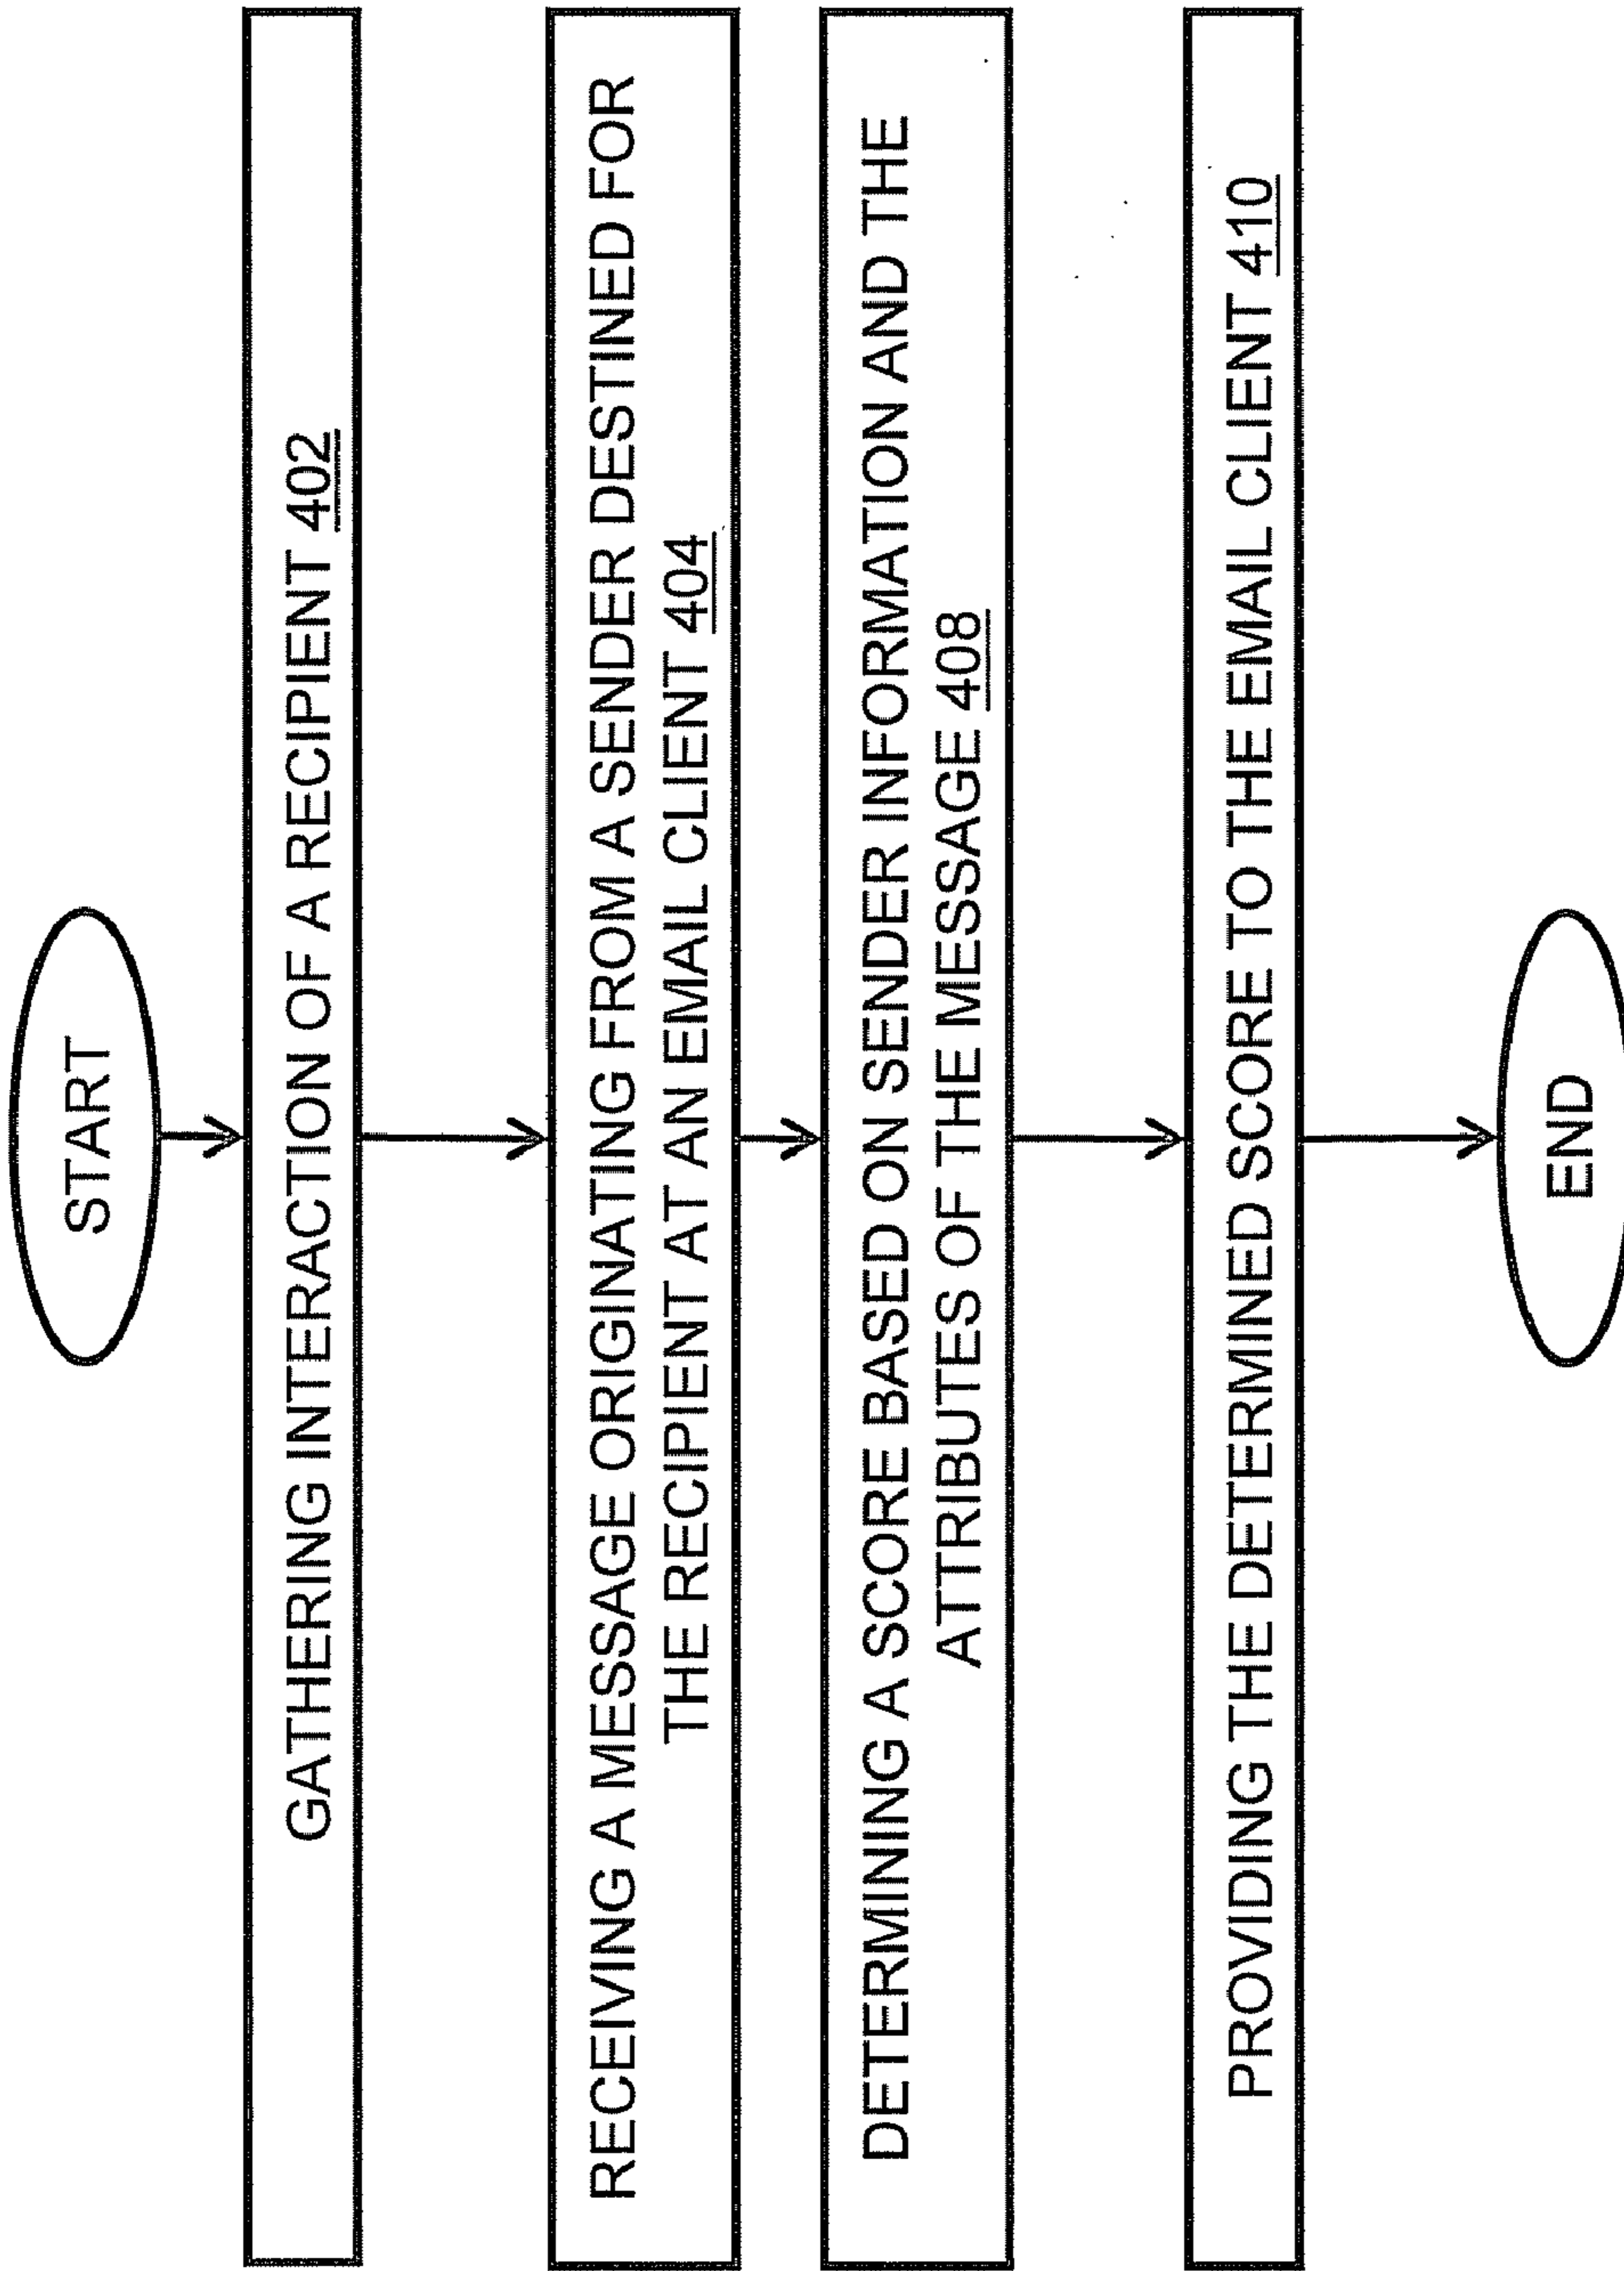 START
GATHERING INTERACTION OF A RECIPIENT 402
RECEIVING A MESSAGE ORIGINATING FROM A SENDER DESTINED FOR
THE RECIPIENT AT AN EMAIL CLIENT 404
DETERMINING A SCORE BASED ON SENDER INFORMATION AND THE
ATTRIBUTES OF THE MESSAGE 408
PROVIDING THE DETERMINED SCORE TO THE EMAIL CLIENT 410
END